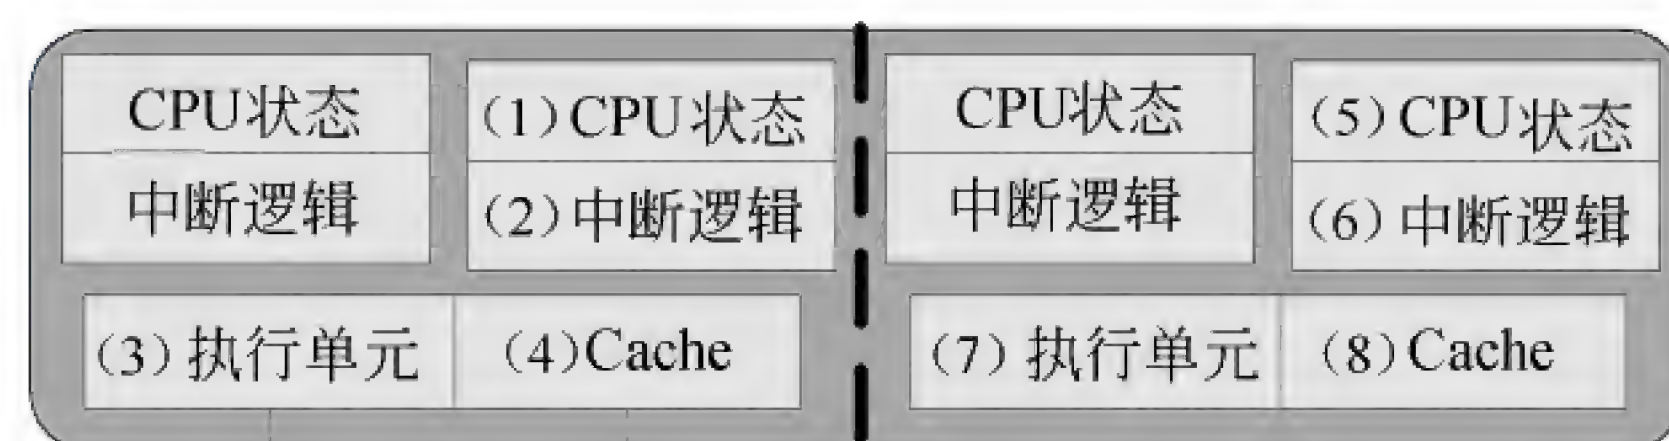 CPU状态 (1)CPU状态 CPU状态 (5)CPU状态
中断逻辑 (2)中断逻辑 中断逻辑 (6)中断逻辑
(3)执行单元 (4)Cache (7)执行单元 (8)Cache